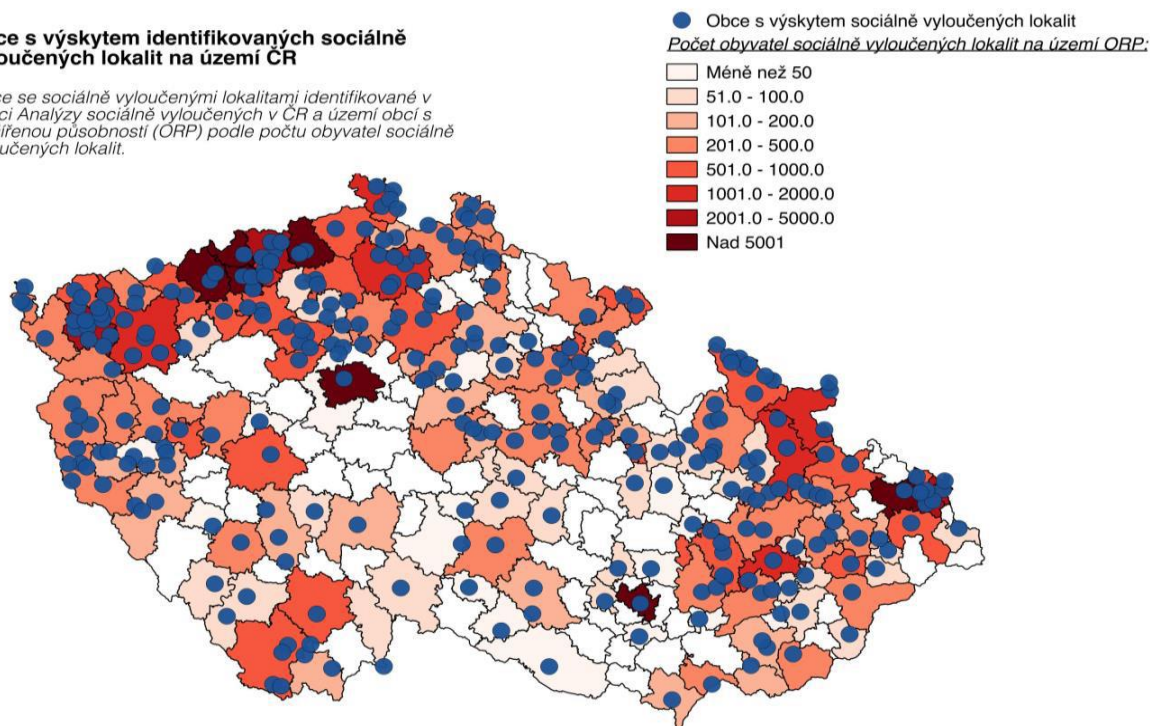 ce s výskytem identifikovaných sociálně
oučených lokalit na území ČR
ce se sociálně vyloučenými lokalitami identifikované v
ci Analýzy sociálně vyloučených v ČR a území obcí s
ířenou působností (ORP) podle počtu obyvatel sociálně
oučených lokalit.
Obce s výskytem sociálně vyloučených lokalit
Počet obyvatel sociálně vyloučených lokalit na území ORP:
Méně než 50
51.0 - 100.0
101.0 - 200.0
201.0 - 500.0
501.0 - 1000.0
1001.0 - 2000.0
2001.0 - 5000.0
Nad 5001